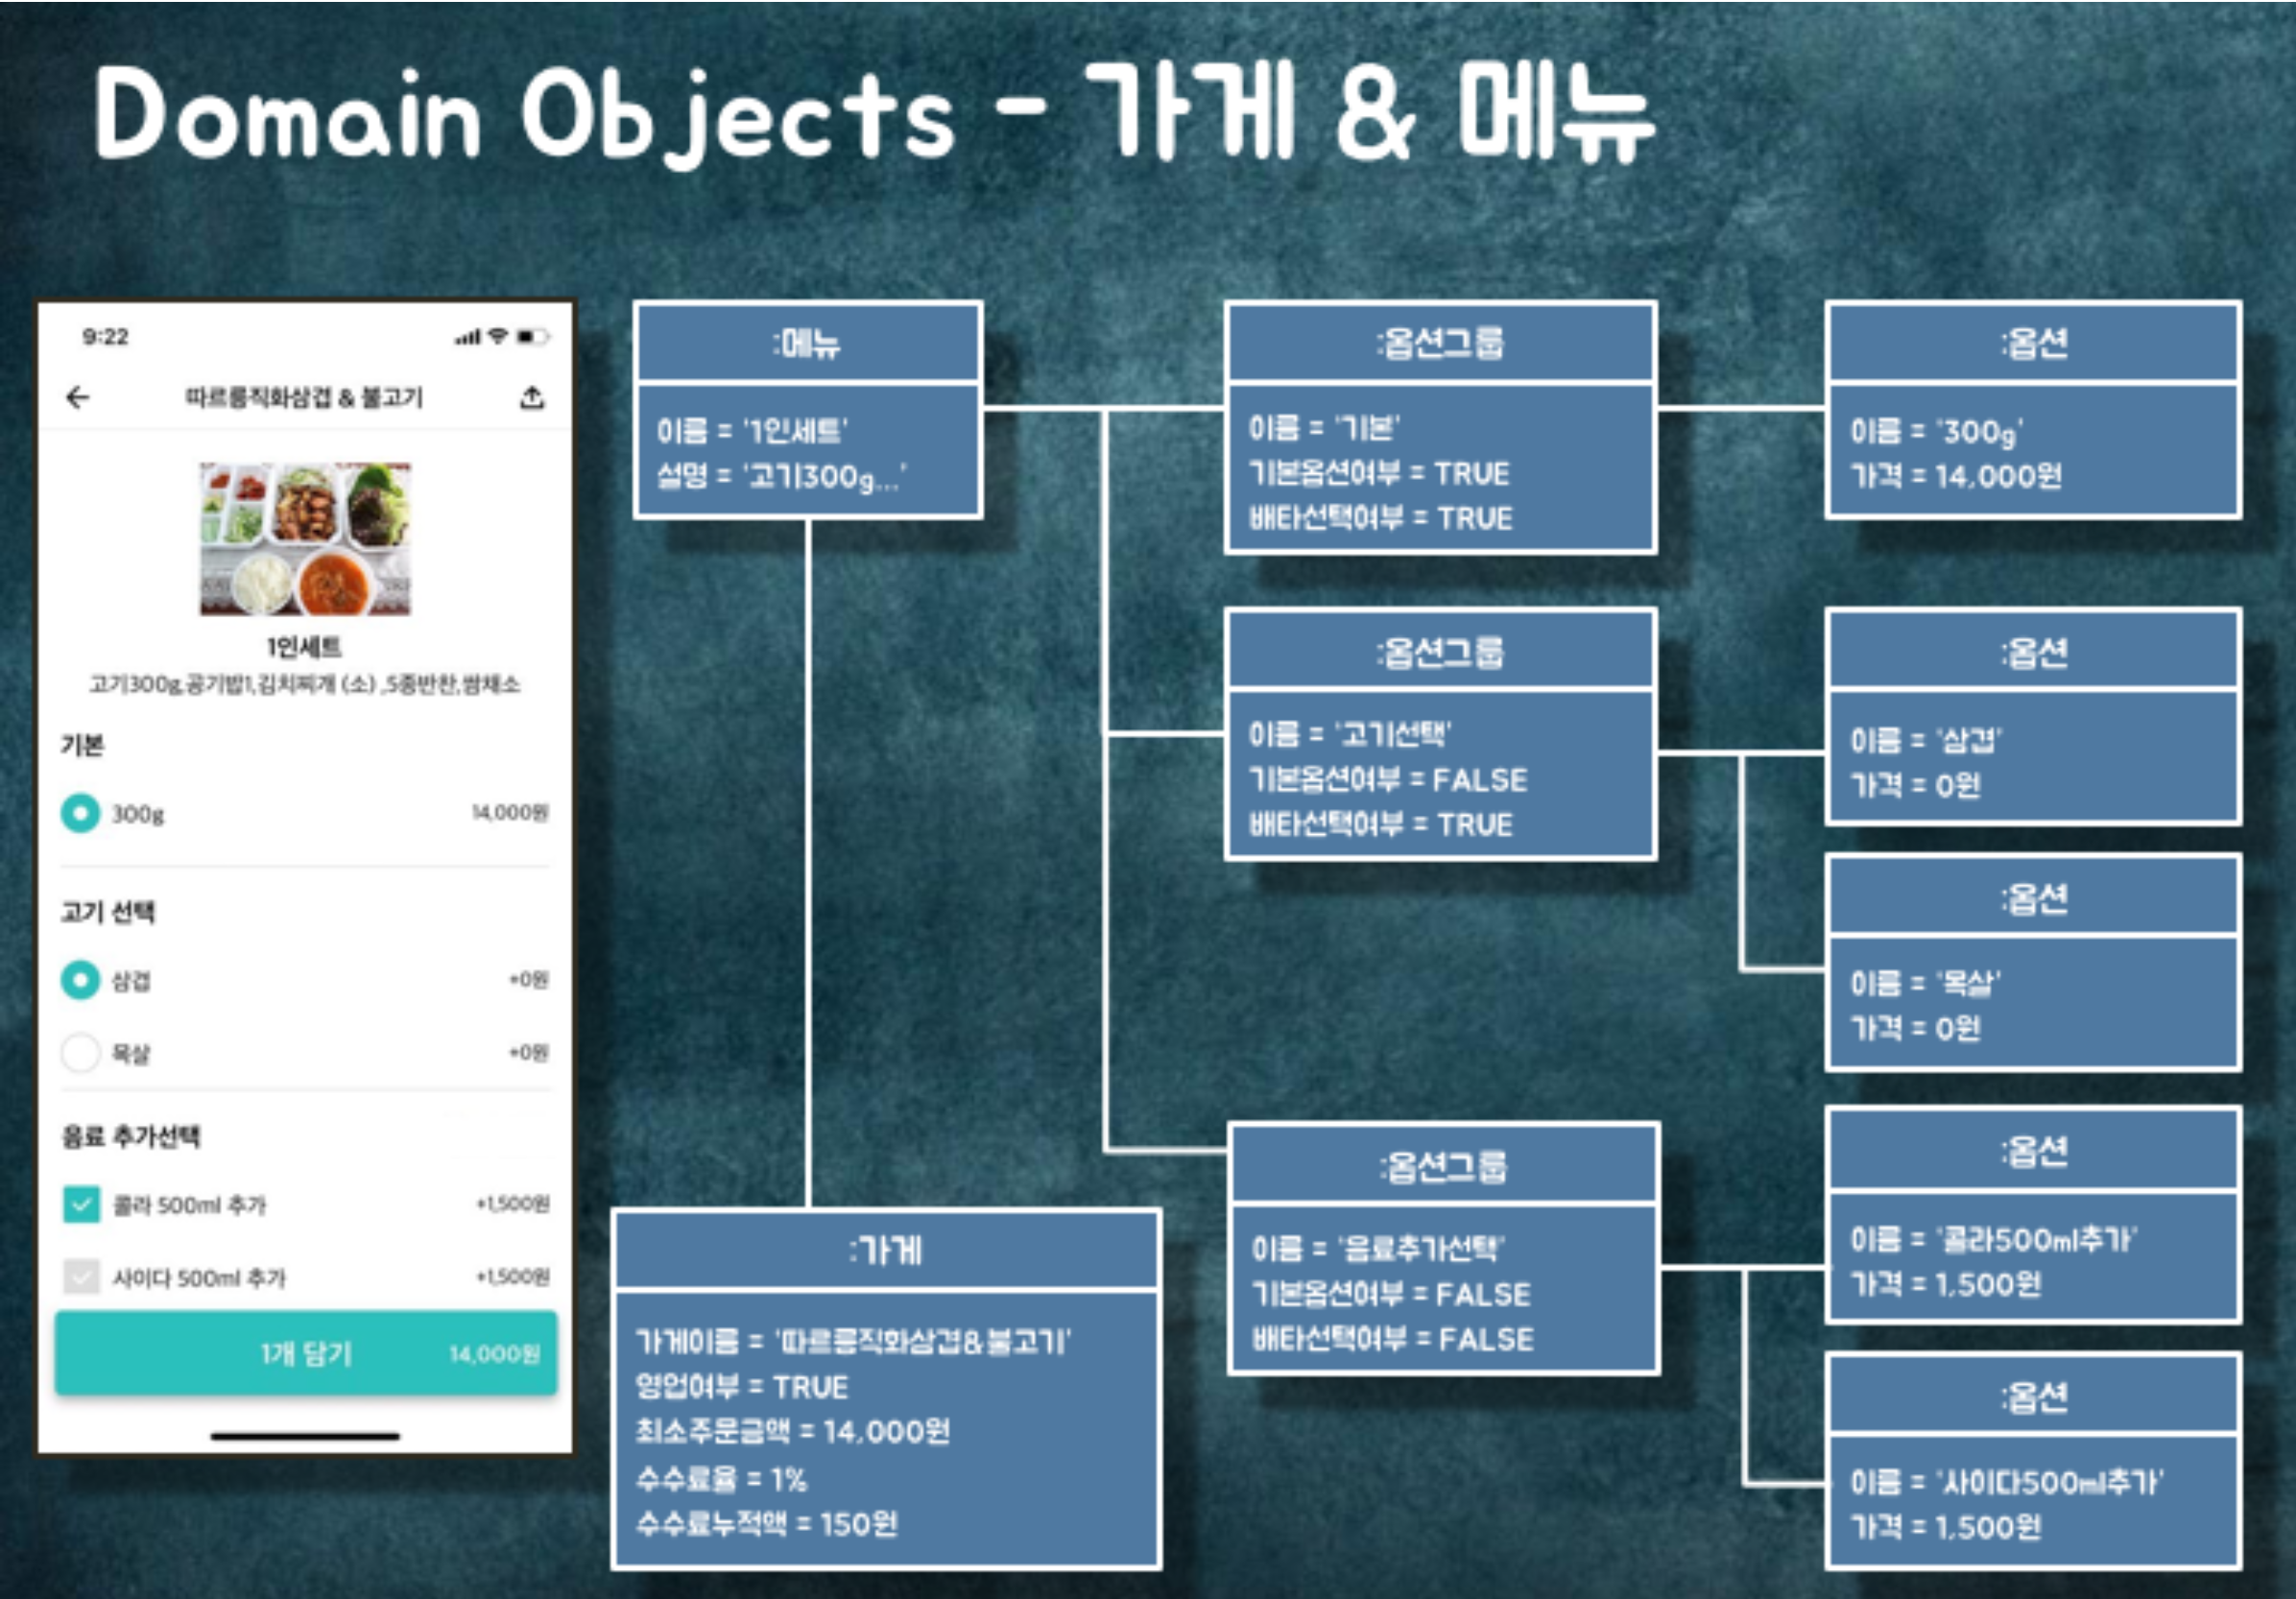 Domain Objects - 가게 & 메뉴
9:22
따르릉직화삼겹 & 불고기
1인세트
고기300g,공기밥1,김치찌개 (소) ,5종반찬,쌈채소
기본
300g 14,000원
고기 선택
삼겹 +0원
목살 +0원
음료 추가선택
콜라 500ml 추가 +1,500원
사이다 500ml 추가 +1,500원
1개 담기 14,000원
:메뉴
이름 = '1인세트'
설명 = '고기300g...'
:가게
가게이름 = '따르릉직화삼겹&불고기'
영업여부 = TRUE
최소주문금액 = 14,000원
수수료율 = 1%
수수료누적액 = 150원
:옵션그룹
이름 = '기본'
기본옵션여부 = TRUE
배타선택여부 = TRUE
:옵션그룹
이름 = '고기선택'
기본옵션여부 = FALSE
배타선택여부 = TRUE
:옵션그룹
이름 = '음료추가선택'
기본옵션여부 = FALSE
배타선택여부 = FALSE
:옵션
이름 = '300g'
가격 = 14,000원
:옵션
이름 = '삼겹'
가격 = 0원
:옵션
이름 = '목살'
가격 = 0원
:옵션
이름 = '콜라500ml추가'
가격 = 1,500원
:옵션
이름 = '사이다500ml추가'
가격 = 1,500원